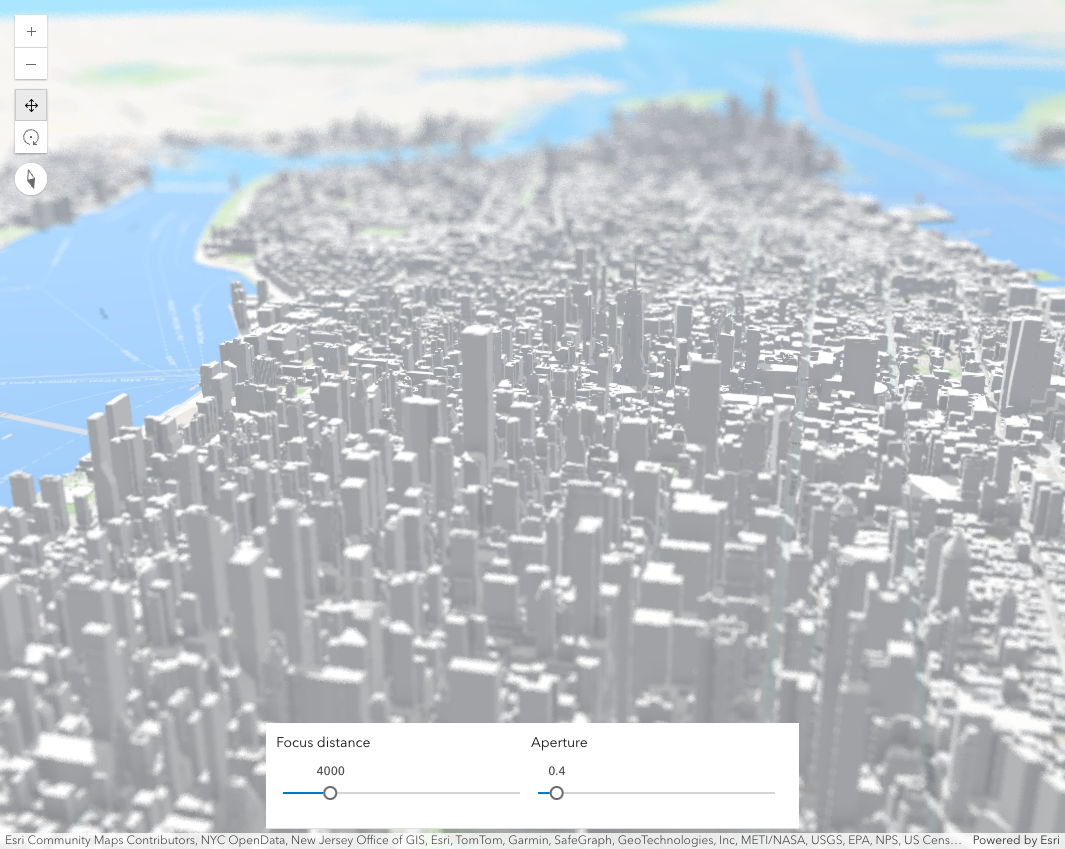 Focus distance
Aperture
4000
0.4
Esri Community Maps Contributors, NYC OpenData, New Jersey Office of GIS, Esri, TomTom, Garmin, SafeGraph, GeoTechnologies, Inc, METI/NASA, USGS, EPA, NPS, US Cens…
Powered by Esri